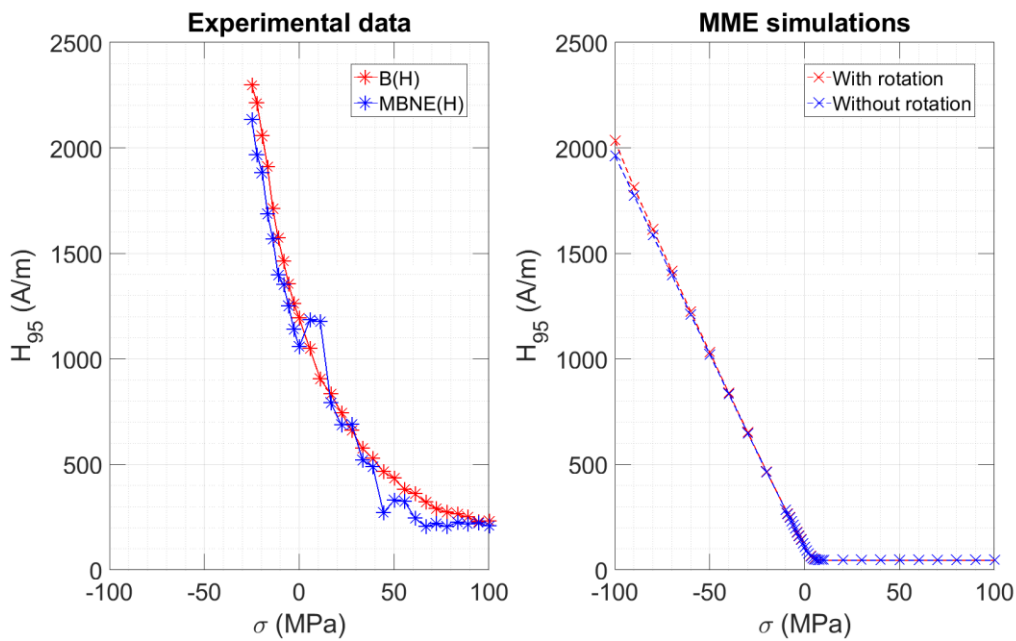 Experimental data
2500
2000
1500
1000
500
0
H95 (A/m)
-100 -50 0 50 100
σ (MPa)
B(H)
MBNE(H)
MME simulations
2500
2000
1500
1000
500
0
H95 (A/m)
-100 -50 0 50 100
σ (MPa)
With rotation
Without rotation